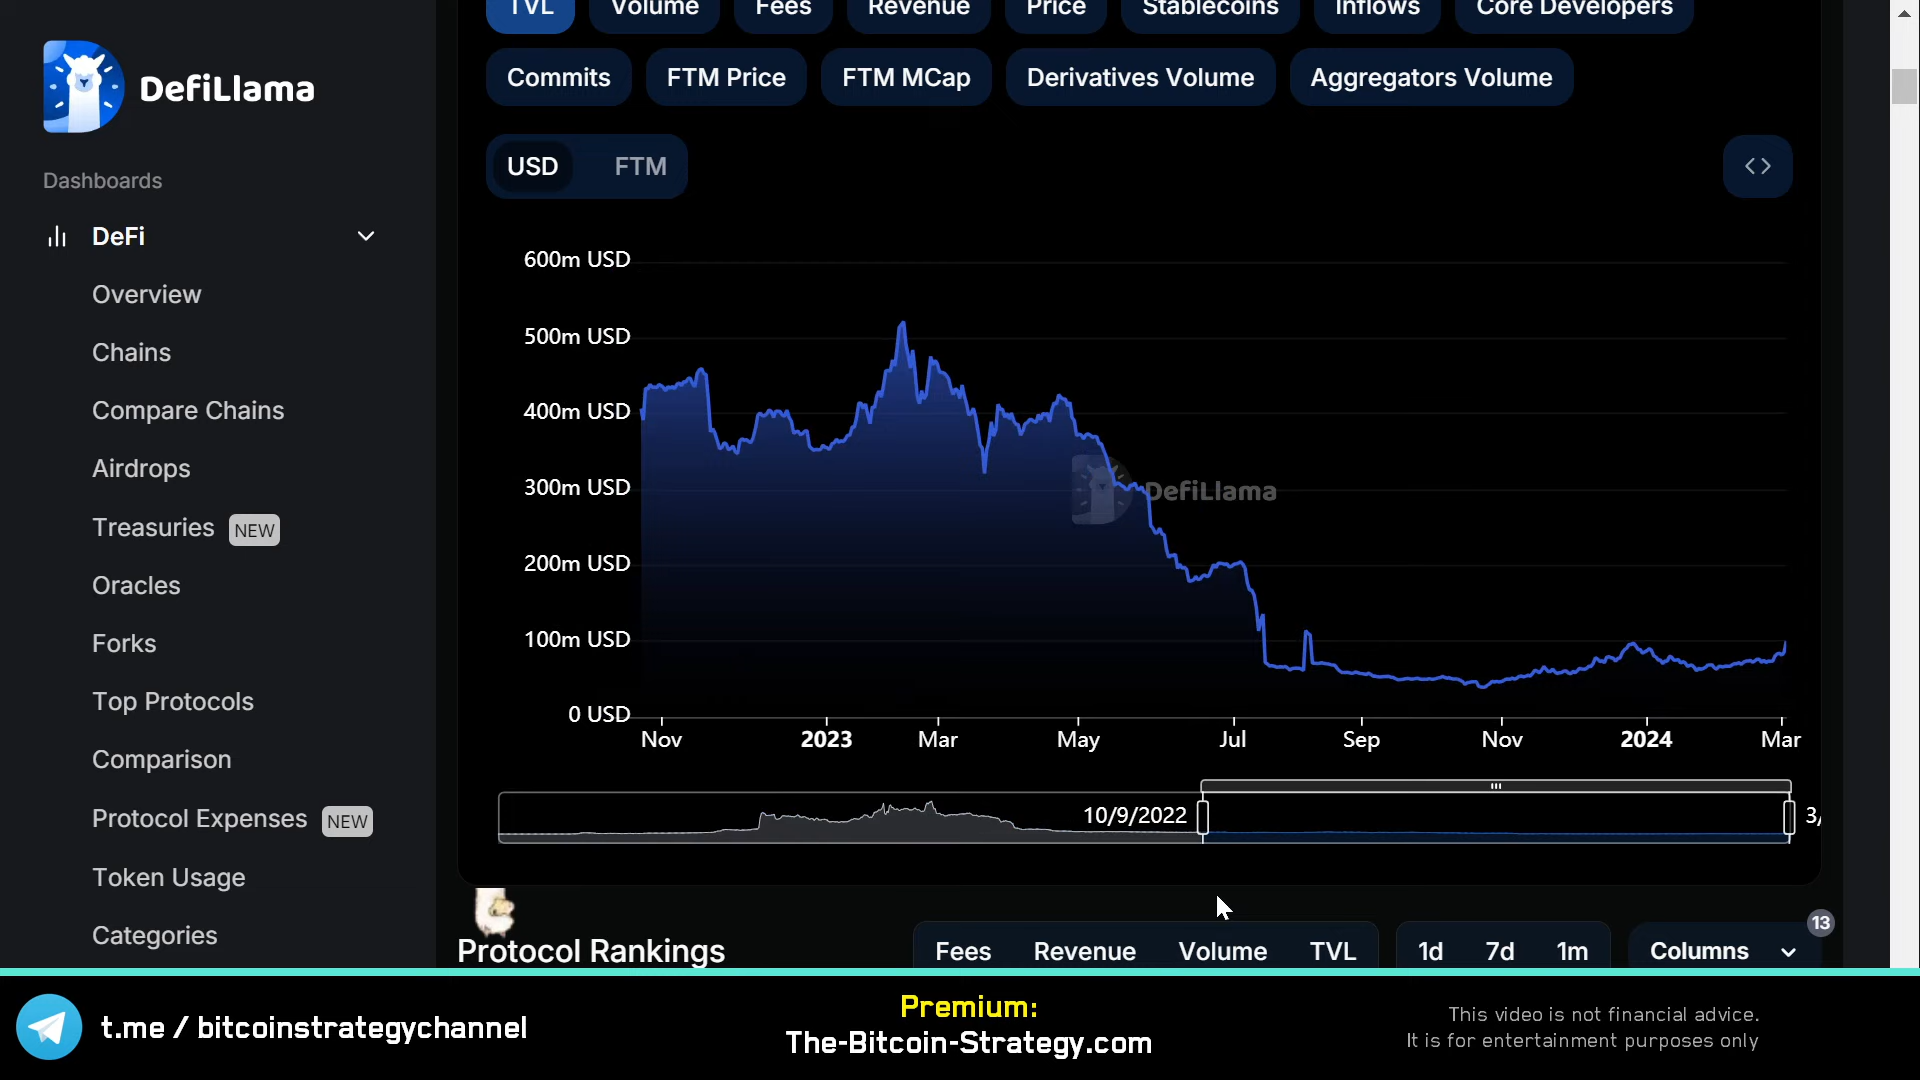 TVL Volume Fees Revenue Price Stablecoins Inflows Core Developers
DefiLlama
Commits FTM Price FTM MCap Derivatives Volume Aggregators Volume
USD FTM
Dashboards
DeFi
Overview
Chains
Compare Chains
Airdrops
Treasuries NEW
Oracles
Forks
Top Protocols
Comparison
Protocol Expenses NEW
Token Usage
Categories
600m USD
500m USD
400m USD
300m USD
200m USD
100m USD
0 USD
DefiLlama
Nov 2023 Mar May Jul Sep Nov 2024 Mar
10/9/2022 3/
Protocol Rankings
Fees Revenue Volume TVL
1d 7d 1m
Columns
13
t.me / bitcoinstrategychannel
Premium:
The-Bitcoin-Strategy.com
This video is not financial advice.
It is for entertainment purposes only